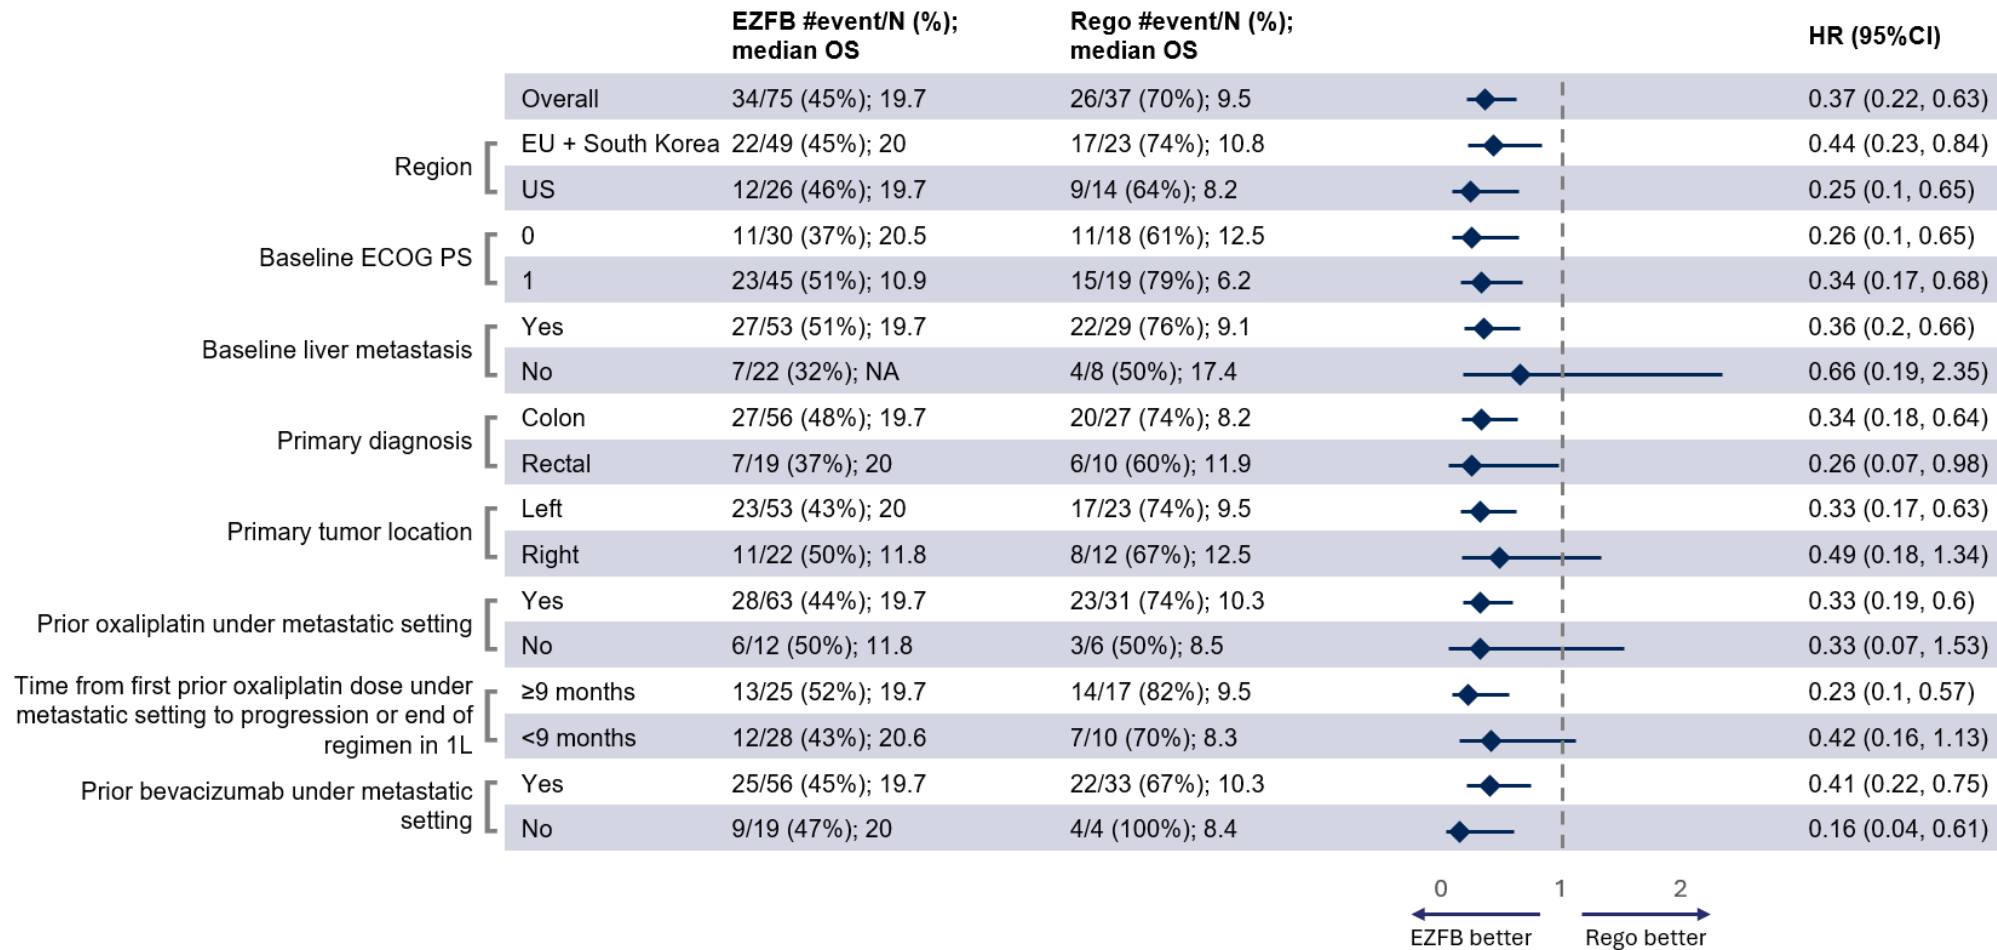 EZFB #event/N (%); Rego #event/N (%);
median OS median OS HR (95%CI)
Overall 34/75 (45%); 19.7 26/37 (70%); 9.5 0.37 (0.22, 0.63)
Region
EU + South Korea 22/49 (45%); 20 17/23 (74%); 10.8 0.44 (0.23, 0.84)
US 12/26 (46%); 19.7 9/14 (64%); 8.2 0.25 (0.1, 0.65)
Baseline ECOG PS
0 11/30 (37%); 20.5 11/18 (61%); 12.5 0.26 (0.1, 0.65)
1 23/45 (51%); 10.9 15/19 (79%); 6.2 0.34 (0.17, 0.68)
Baseline liver metastasis
Yes 27/53 (51%); 19.7 22/29 (76%); 9.1 0.36 (0.2, 0.66)
No 7/22 (32%); NA 4/8 (50%); 17.4 0.66 (0.19, 2.35)
Primary diagnosis
Colon 27/56 (48%); 19.7 20/27 (74%); 8.2 0.34 (0.18, 0.64)
Rectal 7/19 (37%); 20 6/10 (60%); 11.9 0.26 (0.07, 0.98)
Primary tumor location
Left 23/53 (43%); 20 17/23 (74%); 9.5 0.33 (0.17, 0.63)
Right 11/22 (50%); 11.8 8/12 (67%); 12.5 0.49 (0.18, 1.34)
Prior oxaliplatin under metastatic setting
Yes 28/63 (44%); 19.7 23/31 (74%); 10.3 0.33 (0.19, 0.6)
No 6/12 (50%); 11.8 3/6 (50%); 8.5 0.33 (0.07, 1.53)
Time from first prior oxaliplatin dose under
metastatic setting to progression or end of
regimen in 1L
≥9 months 13/25 (52%); 19.7 14/17 (82%); 9.5 0.23 (0.1, 0.57)
<9 months 12/28 (43%); 20.6 7/10 (70%); 8.3 0.42 (0.16, 1.13)
Prior bevacizumab under metastatic
setting
Yes 25/56 (45%); 19.7 22/33 (67%); 10.3 0.41 (0.22, 0.75)
No 9/19 (47%); 20 4/4 (100%); 8.4 0.16 (0.04, 0.61)
0 1 2
EZFB better Rego better